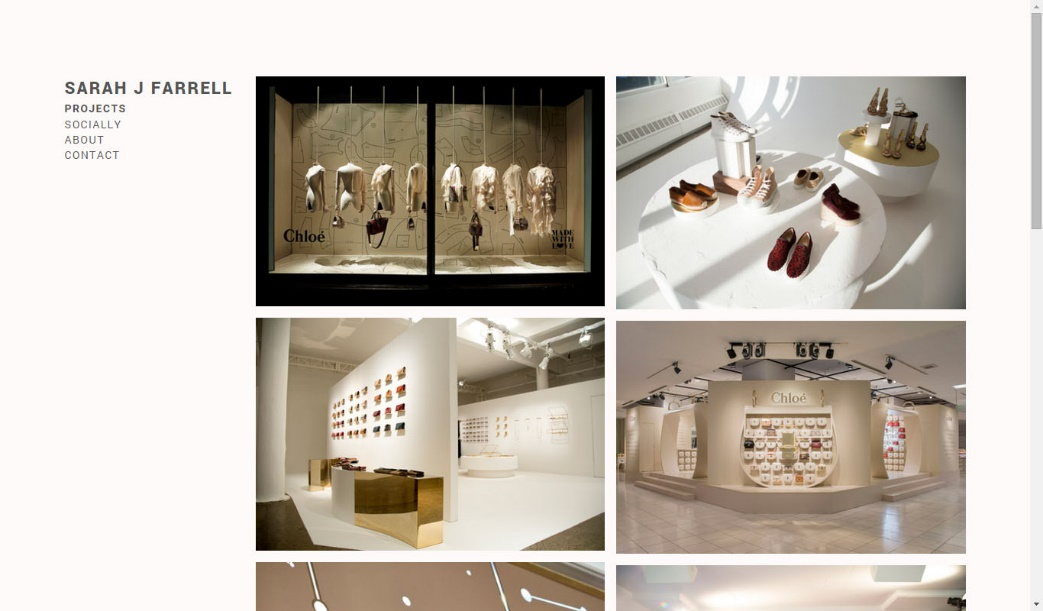 SARAH J FARRELL
PROJECTS
SOCIALLY
ABOUT
CONTACT
Chloé
MADE
WITH
LOVE
Chloé